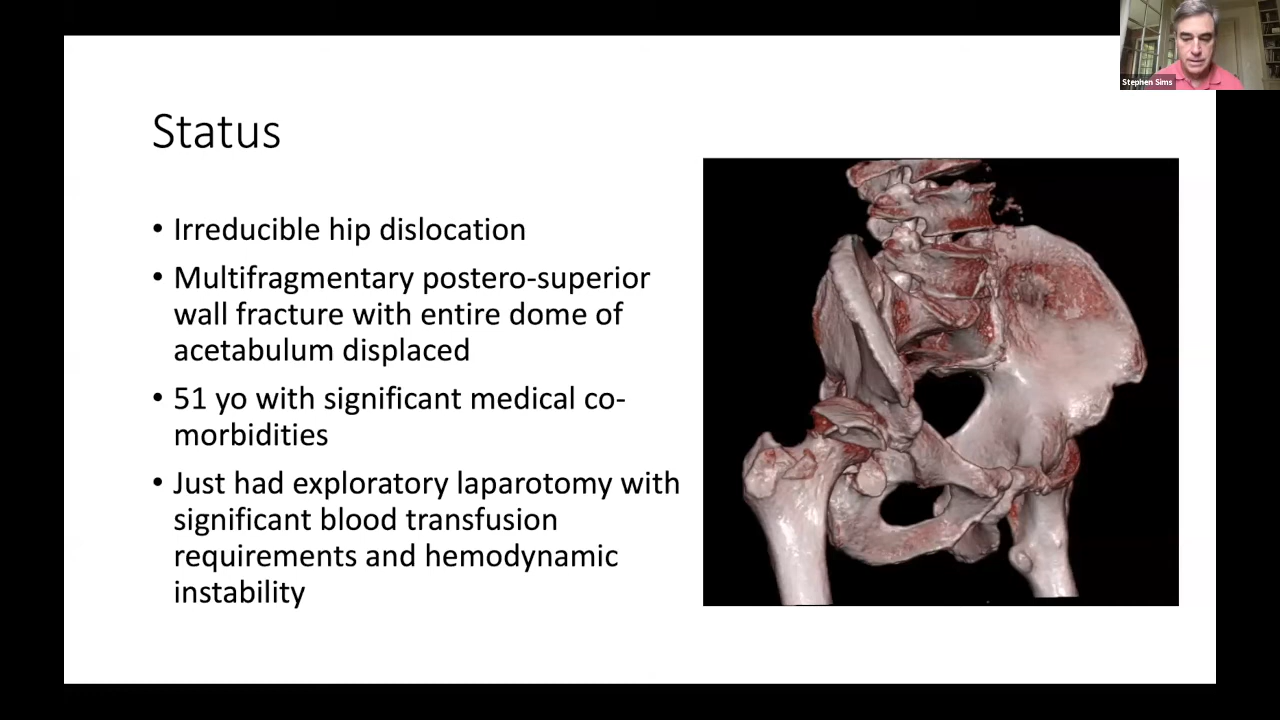 Stephen Sims
Status
• Irreducible hip dislocation
• Multifragmentary postero-superior
wall fracture with entire dome of
acetabulum displaced
• 51 yo with significant medical co-
morbidities
• Just had exploratory laparotomy with
significant blood transfusion
requirements and hemodynamic
instability